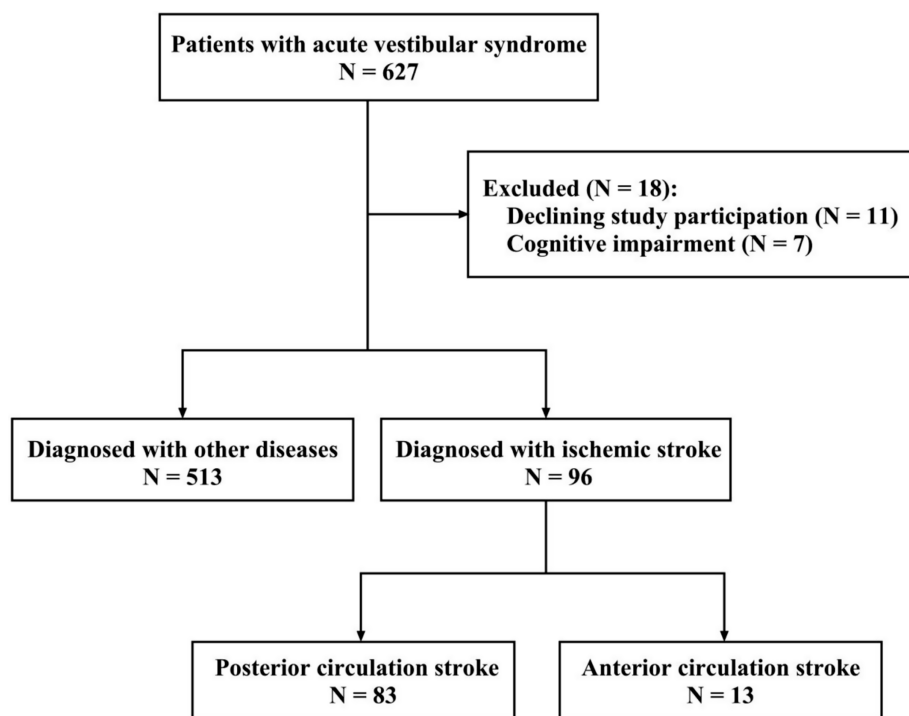 Patients with acute vestibular syndrome
N = 627
Excluded (N = 18):
Declining study participation (N = 11)
Cognitive impairment (N = 7)
Diagnosed with other diseases
N = 513
Diagnosed with ischemic stroke
N = 96
Posterior circulation stroke
N = 83
Anterior circulation stroke
N = 13